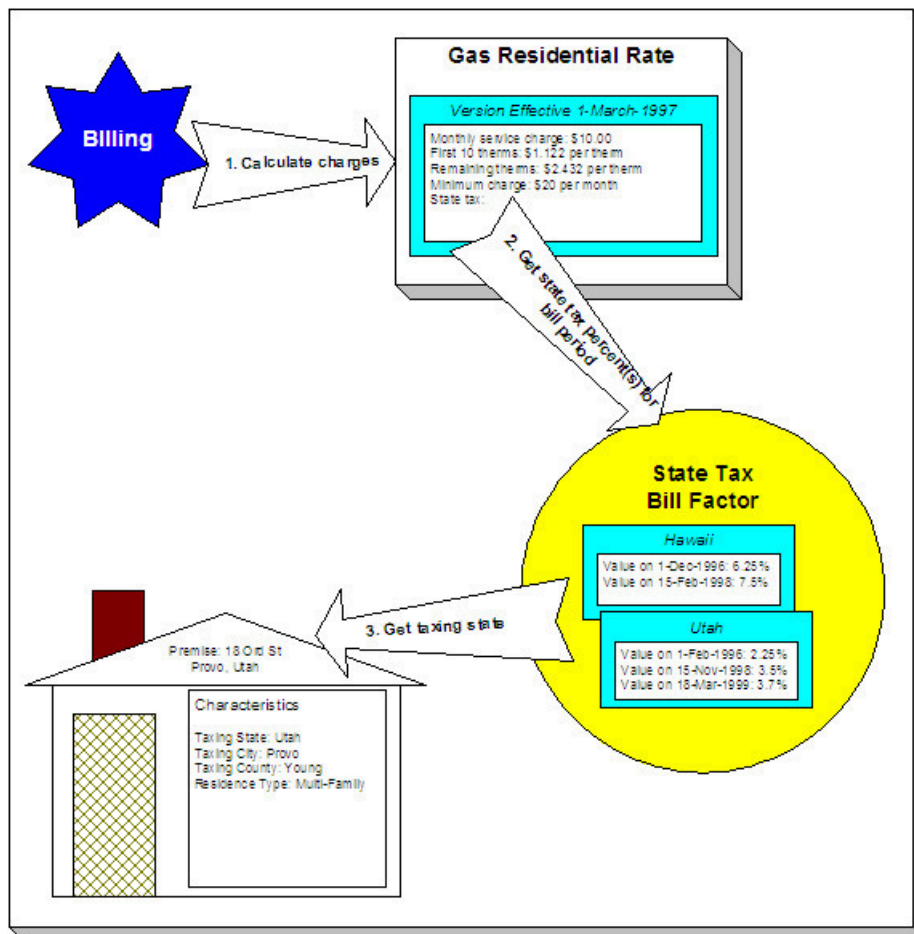 Gas Residential Rate
BIlling
Version Effective 1-March-1997
Monthly service charge: $10.00
First 10 therms: $1.122 per therm
Remaining therms: $2.432 per therm
Minimum charge: $20 per month
State tax:
1. Calculate charges
2. Get state tax percent(s) for
bill period
State Tax
Bill Factor
Hawaii
Value on 1-Dec-1996: 6.25%
Value on 15-Feb-1998: 7.5%
Utah
Value on 1-Feb-1996: 2.25%
Value on 15-Nov-1998: 3.5%
Value on 18-Mar-1999: 3.7%
3. Get taxing state
Premise: 18 Ord St
Provo, Utah
Characteristics
Taxing State: Utah
Taxing City: Provo
Taxing County: Young
Residence Type: Multi-Family